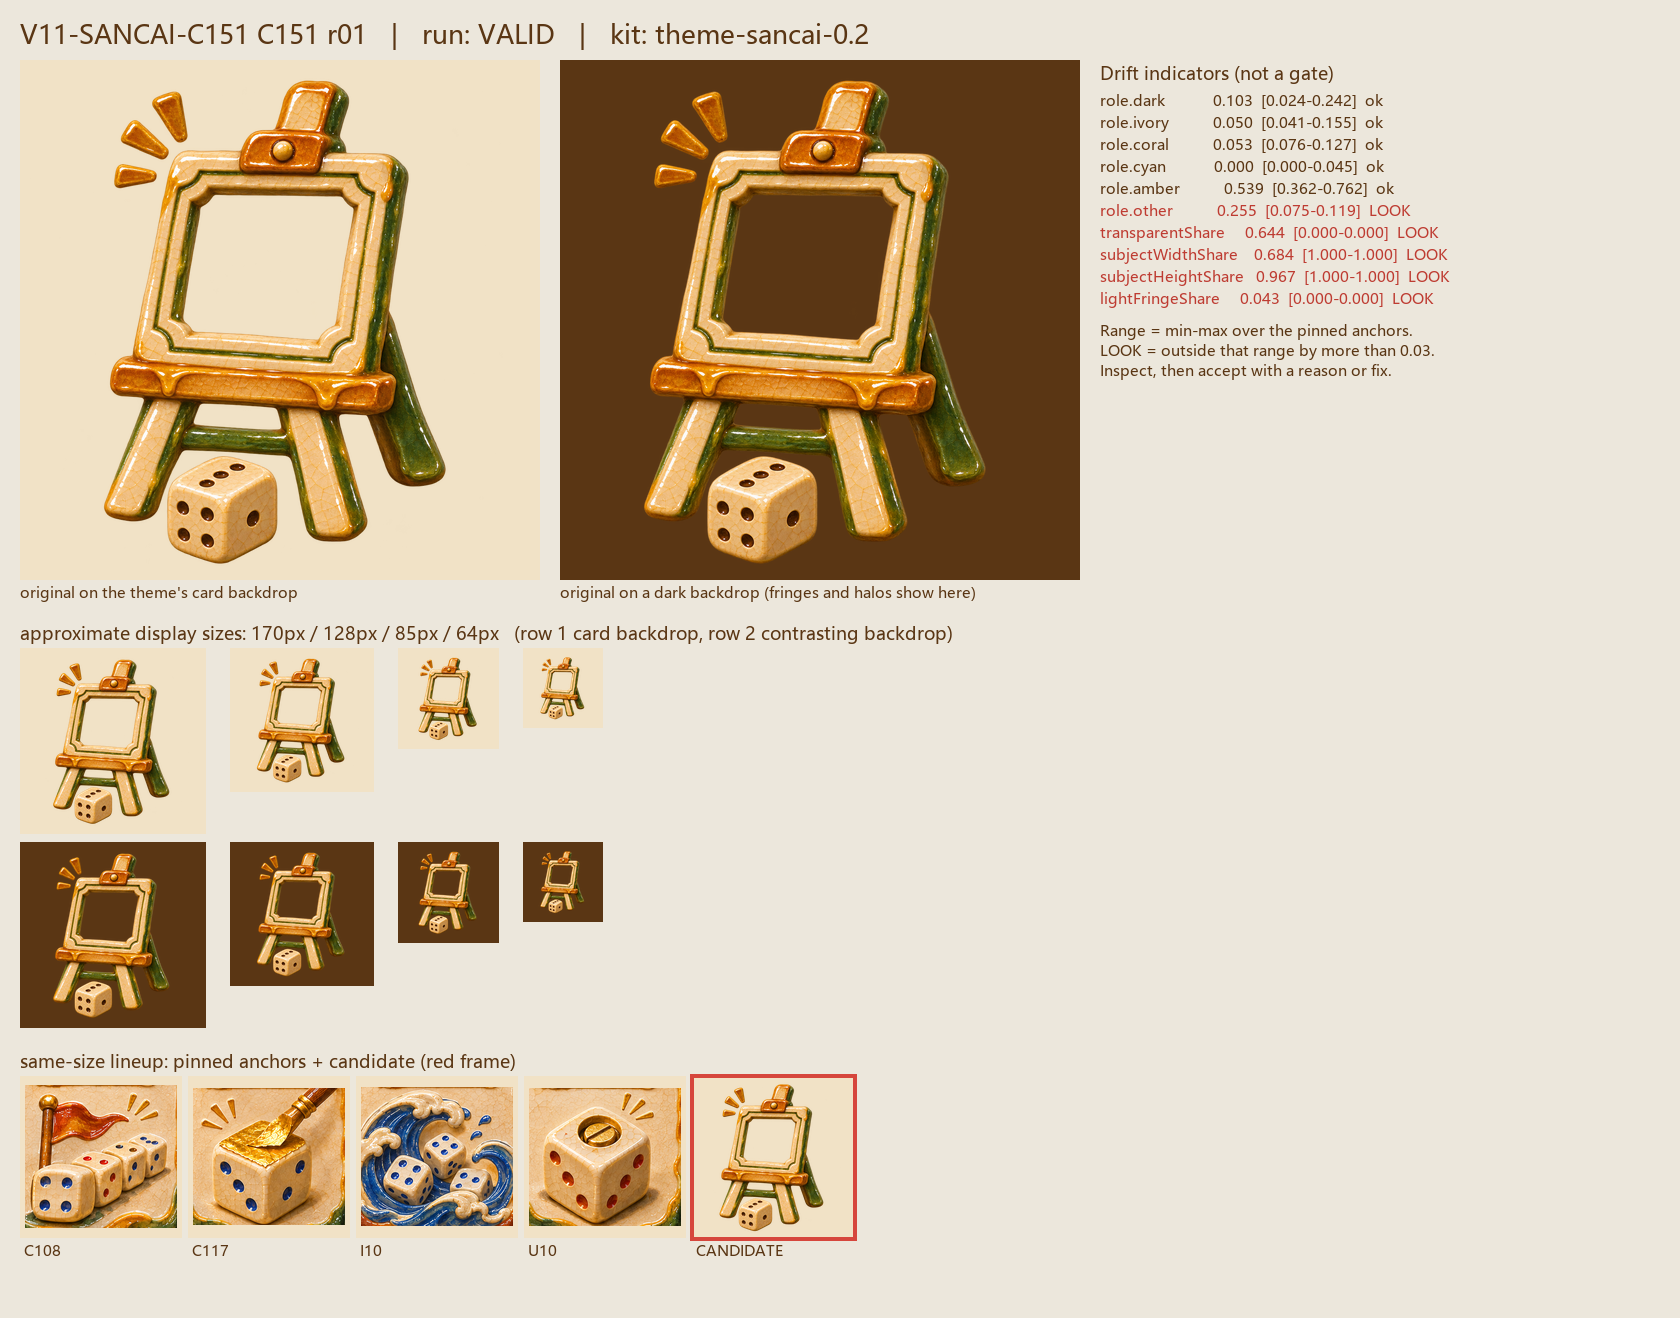 V11-SANCAI-C151 C151 r01 | run: VALID | kit: theme-sancai-0.2
Drift indicators (not a gate)
role.dark 0.103 [0.024-0.242] ok
role.ivory 0.050 [0.041-0.155] ok
role.coral 0.053 [0.076-0.127] ok
role.cyan 0.000 [0.000-0.045] ok
role.amber 0.539 [0.362-0.762] ok
role.other 0.255 [0.075-0.119] LOOK
transparentShare 0.644 [0.000-0.000] LOOK
subjectWidthShare 0.684 [1.000-1.000] LOOK
subjectHeightShare 0.967 [1.000-1.000] LOOK
lightFringeShare 0.043 [0.000-0.000] LOOK
Range = min-max over the pinned anchors.
LOOK = outside that range by more than 0.03.
Inspect, then accept with a reason or fix.
original on the theme's card backdrop
original on a dark backdrop (fringes and halos show here)
approximate display sizes: 170px / 128px / 85px / 64px (row 1 card backdrop, row 2 contrasting backdrop)
same-size lineup: pinned anchors + candidate (red frame)
C108
C117
I10
U10
CANDIDATE